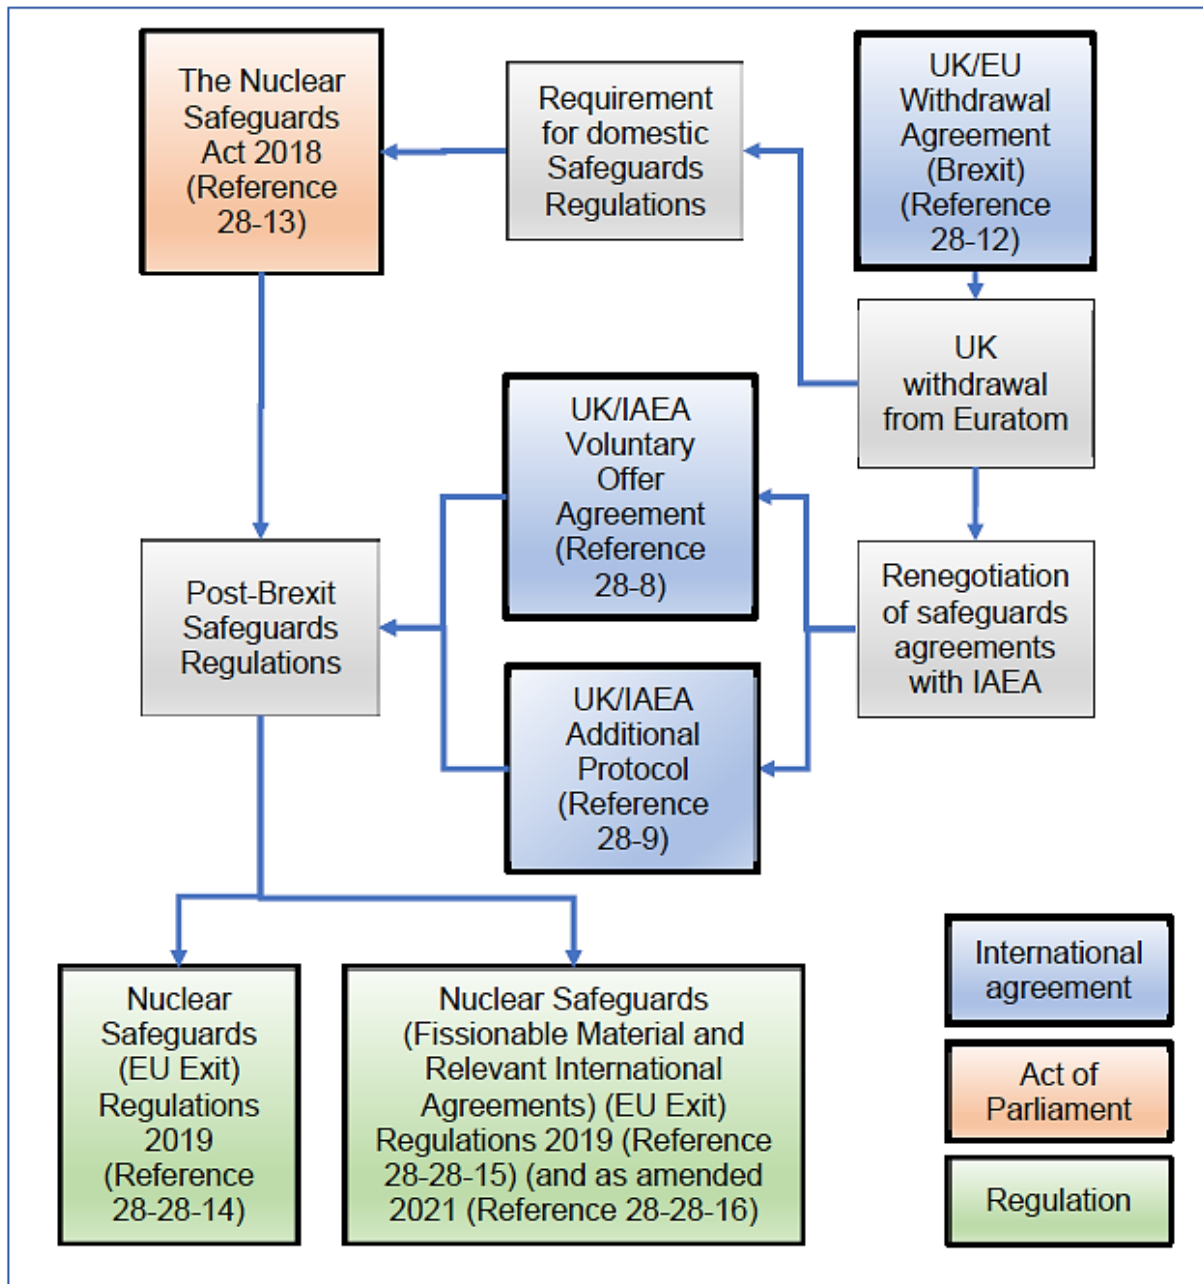 The Nuclear
Safeguards
Act 2018
(Reference
28-13)
Requirement
for domestic
Safeguards
Regulations
UK/EU
Withdrawal
Agreement
(Brexit)
(Reference
28-12)
UK
withdrawal
from Euratom
UK/IAEA
Voluntary
Offer
Agreement
(Reference
28-8)
Post-Brexit
Safeguards
Regulations
Renegotiation
of safeguards
agreements
with IAEA
UK/IAEA
Additional
Protocol
(Reference
28-9)
Nuclear
Safeguards
(EU Exit)
Regulations
2019
(Reference
28-28-14)
Nuclear Safeguards
(Fissionable Material and
Relevant International
Agreements) (EU Exit)
Regulations 2019 (Reference
28-28-15) (and as amended
2021 (Reference 28-28-16)
International
agreement
Act of
Parliament
Regulation